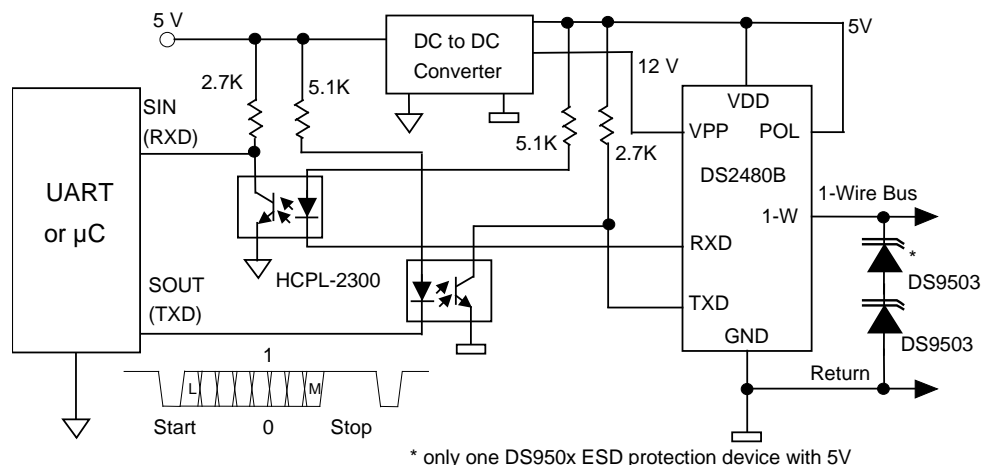 5 V
DC to DC
Converter
5V
2.7K
5.1K
12 V
SIN
(RXD)
VDD
VPP
POL
5.1K
2.7K
DS2480B
UART
or µC
1-Wire Bus
1-W
RXD
*
DS9503
HCPL-2300
SOUT
(TXD)
TXD
GND
DS9503
1
L
M
Return
Start
0
Stop
* only one DS950x ESD protection device with 5V